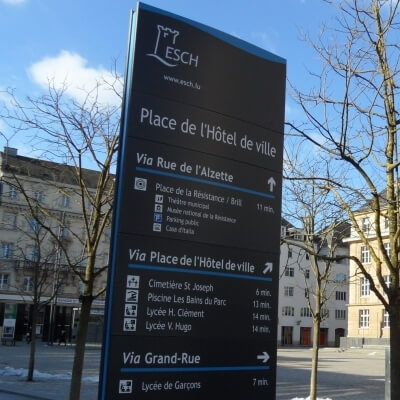 ESCH
www.esch.lu
Place de l'Hôtel de ville
Via Rue de l'Alzette
Place de la Résistance / Brill 11 min.
Théâtre municipal
Musée national de la Résistance
Parking public
Casa d'Italia
Via Place de l'Hôtel de ville
Cimetière St Joseph 6 min.
Piscine Les Bains du Parc 13 min.
Lycée H. Clément 14 min.
Lycée V. Hugo 14 min.
Via Grand-Rue
Lycée de Garçons 7 min.